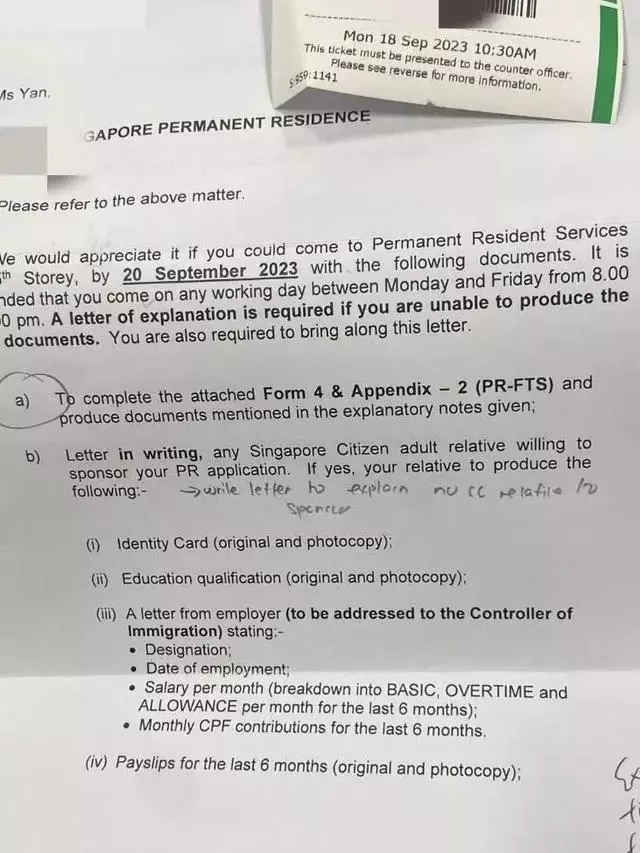 Mon 18 Sep 2023 10:30AM
This ticket must be presented to the counter officer.
Please see reverse for more information.
S959:1141
Ms Yan,
GAPORE PERMANENT RESIDENCE
Please refer to the above matter.
We would appreciate it if you could come to Permanent Resident Services
th Storey, by 20 September 2023 with the following documents. It is
nded that you come on any working day between Monday and Friday from 8.00
0 pm. A letter of explanation is required if you are unable to produce the
documents. You are also required to bring along this letter.
a) To complete the attached Form 4 & Appendix – 2 (PR-FTS) and
produce documents mentioned in the explanatory notes given;
b) Letter in writing, any Singapore Citizen adult relative willing to
sponsor your PR application. If yes, your relative to produce the
following:- → write letter to explain no SC relative to
sponsor
(i) Identity Card (original and photocopy);
(ii) Education qualification (original and photocopy);
(iii) A letter from employer (to be addressed to the Controller of
Immigration) stating:-
• Designation;
• Date of employment;
• Salary per month (breakdown into BASIC, OVERTIME and
ALLOWANCE per month for the last 6 months);
• Monthly CPF contributions for the last 6 months.
(iv) Payslips for the last 6 months (original and photocopy);